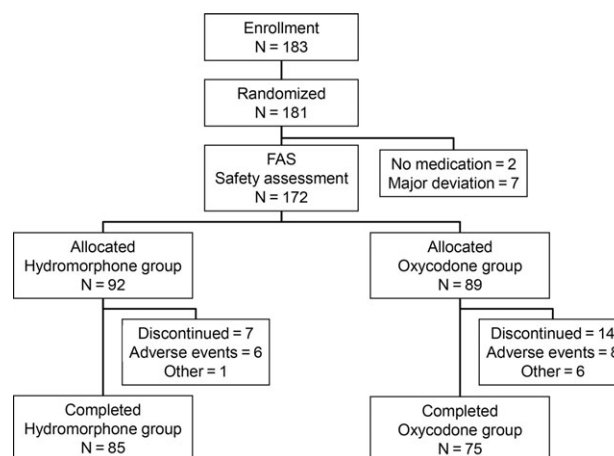 Enrollment
N = 183
Randomized
N = 181
No medication = 2
Major deviation = 7
FAS
Safety assessment
N = 172
Allocated
Hydromorphone group
N = 92
Allocated
Oxycodone group
N = 89
Discontinued = 7
Adverse events = 6
Other = 1
Discontinued = 14
Adverse events = 8
Other = 6
Completed
Hydromorphone group
N = 85
Completed
Oxycodone group
N = 75